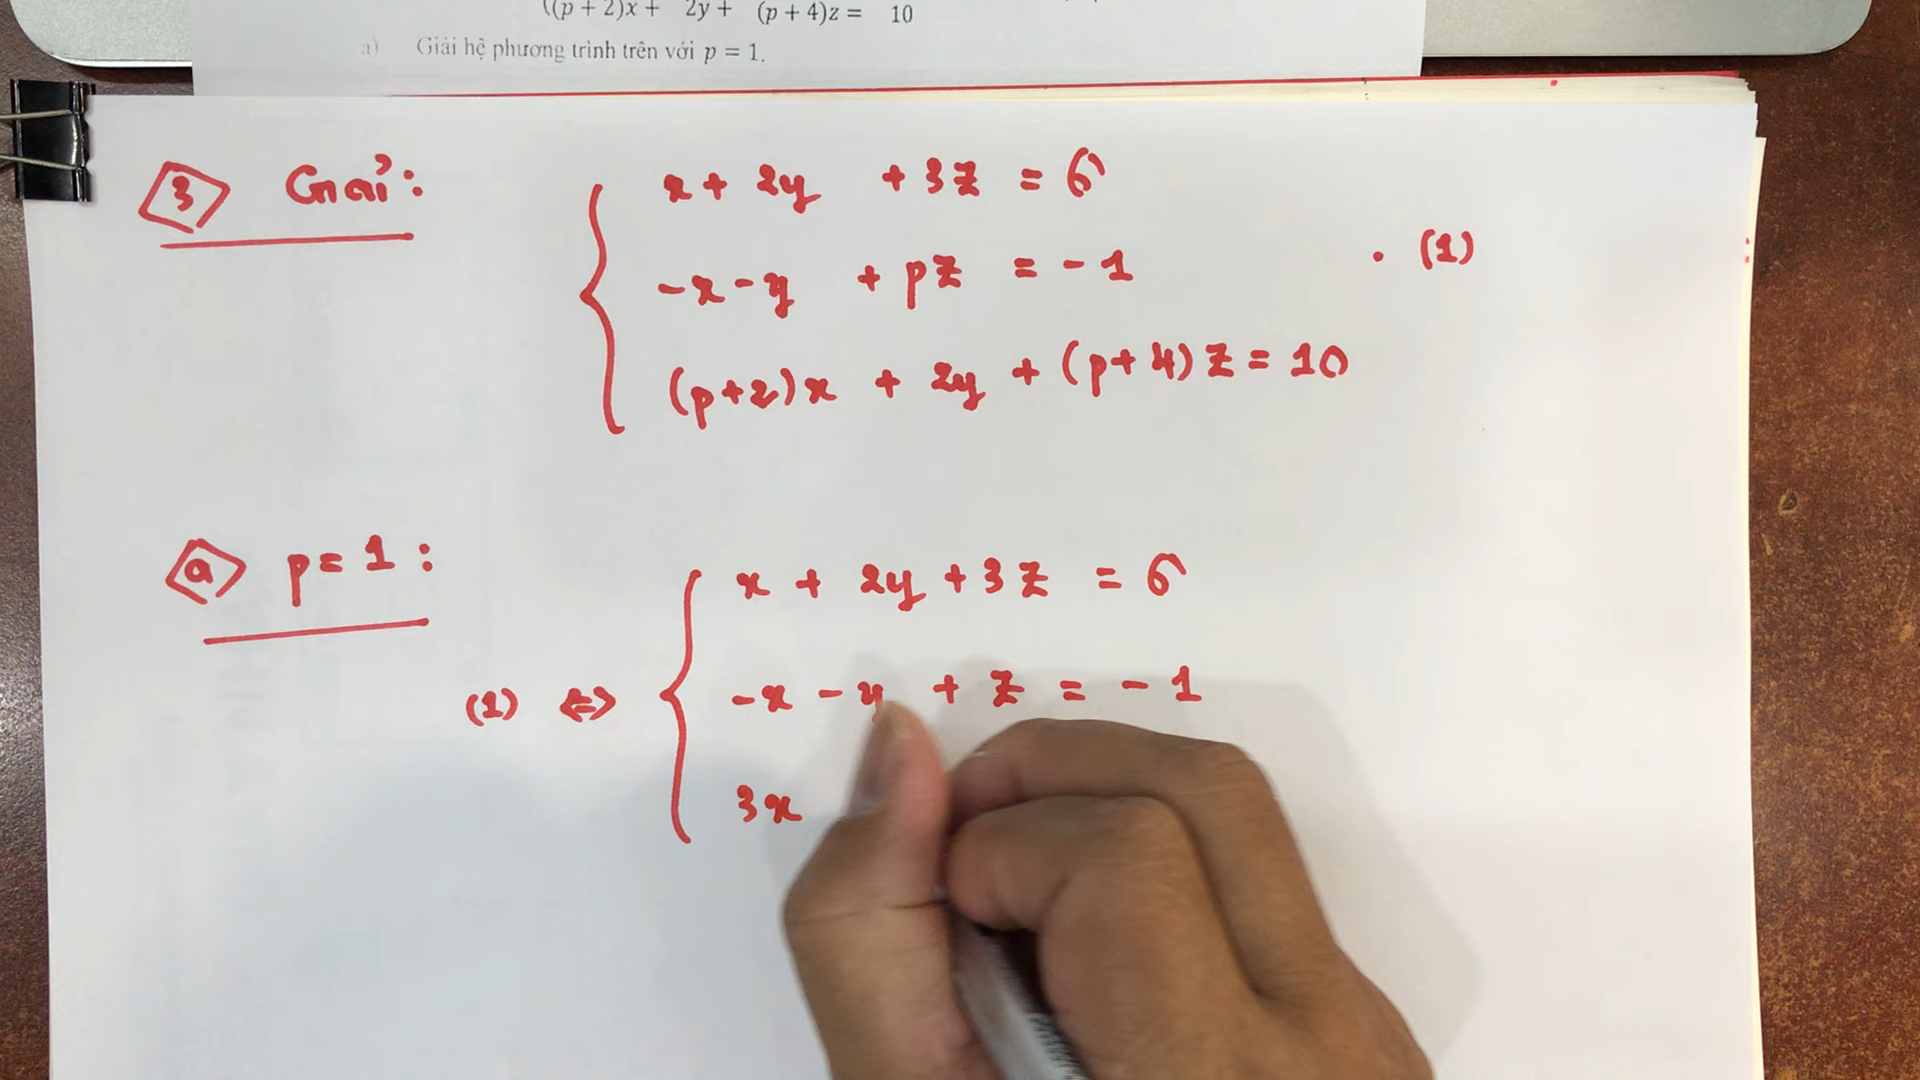 ((p + 2)x + 2y + (p + 4)z = 10
a) Giải hệ phương trình trên với p = 1.
3 Giải:
x + 2y + 3z = 6
-x - y + pz = -1 . (1)
(p+2)x + 2y + (p+4)z = 10
a p = 1 :
x + 2y + 3z = 6
(1) ⇔ -x - y + z = -1
3x